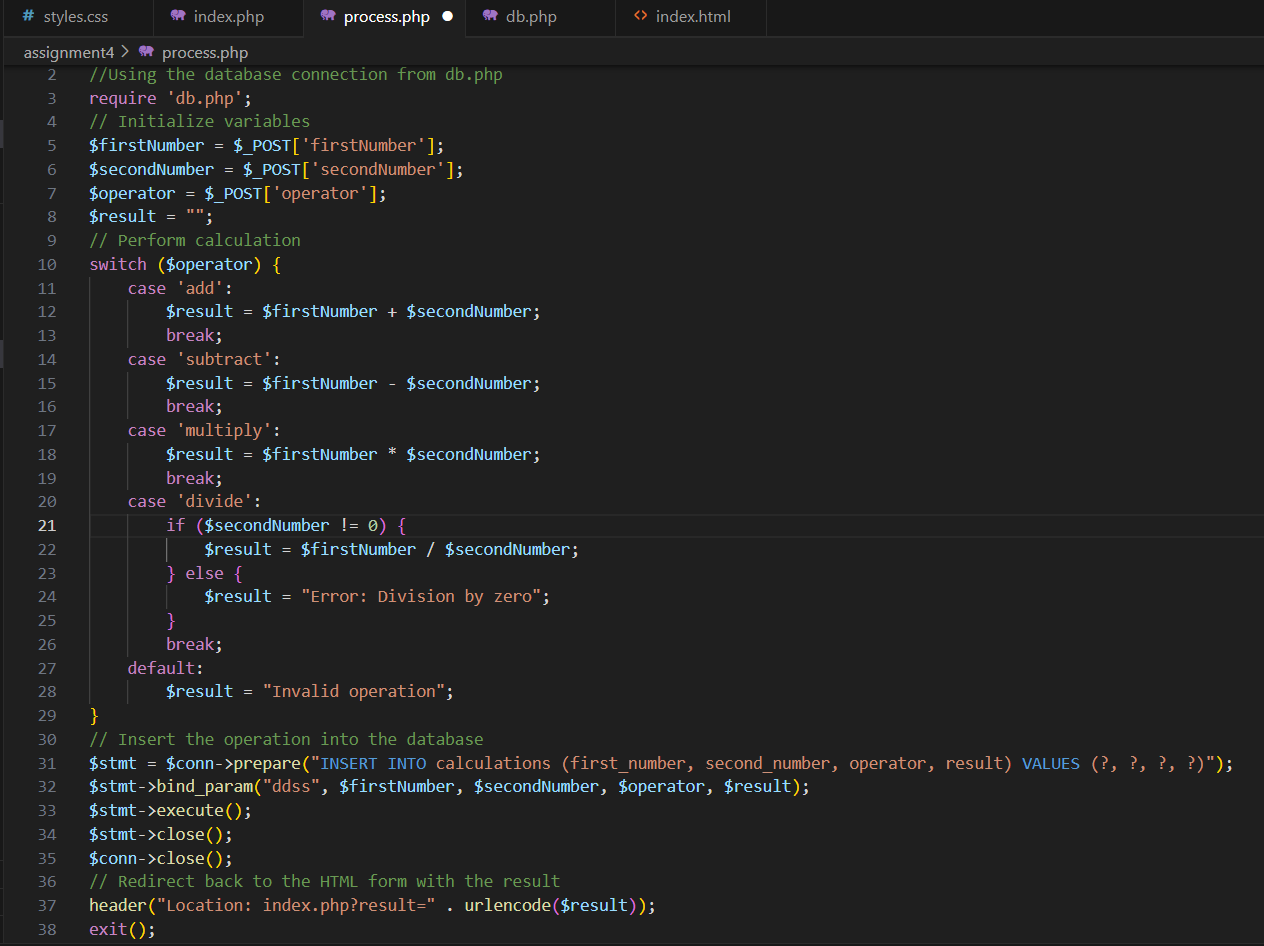 # styles.css index.php process.php ● db.php <> index.html
assignment4 > process.php
2 //Using the database connection from db.php
3 require 'db.php';
4 // Initialize variables
5 $firstNumber = $_POST['firstNumber'];
6 $secondNumber = $_POST['secondNumber'];
7 $operator = $_POST['operator'];
8 $result = "";
9 // Perform calculation
10 switch ($operator) {
11     case 'add':
12         $result = $firstNumber + $secondNumber;
13         break;
14     case 'subtract':
15         $result = $firstNumber - $secondNumber;
16         break;
17     case 'multiply':
18         $result = $firstNumber * $secondNumber;
19         break;
20     case 'divide':
21         if ($secondNumber != 0) {
22             $result = $firstNumber / $secondNumber;
23         } else {
24             $result = "Error: Division by zero";
25         }
26         break;
27     default:
28         $result = "Invalid operation";
29 }
30 // Insert the operation into the database
31 $stmt = $conn->prepare("INSERT INTO calculations (first_number, second_number, operator, result) VALUES (?, ?, ?, ?)");
32 $stmt->bind_param("ddss", $firstNumber, $secondNumber, $operator, $result);
33 $stmt->execute();
34 $stmt->close();
35 $conn->close();
36 // Redirect back to the HTML form with the result
37 header("Location: index.php?result=" . urlencode($result));
38 exit();